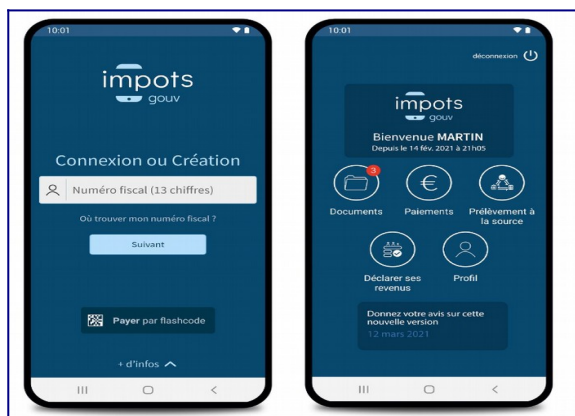 10:01
impots
gouv
Connexion ou Création
Numéro fiscal (13 chiffres)
Où trouver mon numéro fiscal ?
Suivant
Payer par flashcode
+ d'infos
10:01
déconnexion
impots
gouv
Bienvenue MARTIN
Depuis le 14 fév. 2021 à 21h05
3
Documents
Paiements
Prélèvement à
la source
Déclarer ses
revenus
Profil
Donnez votre avis sur cette
nouvelle version
12 mars 2021